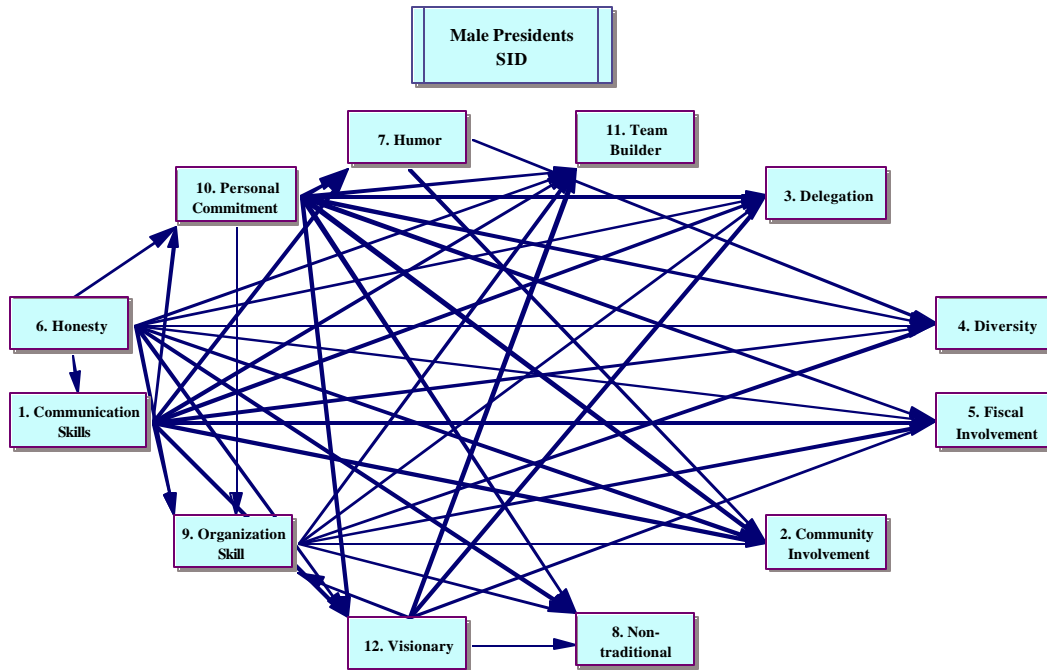 Male Presidents
SID
7. Humor
11. Team
Builder
10. Personal
Commitment
3. Delegation
6. Honesty
4. Diversity
1. Communication
Skills
5. Fiscal
Involvement
9. Organization
Skill
2. Community
Involvement
12. Visionary
8. Non-
traditional